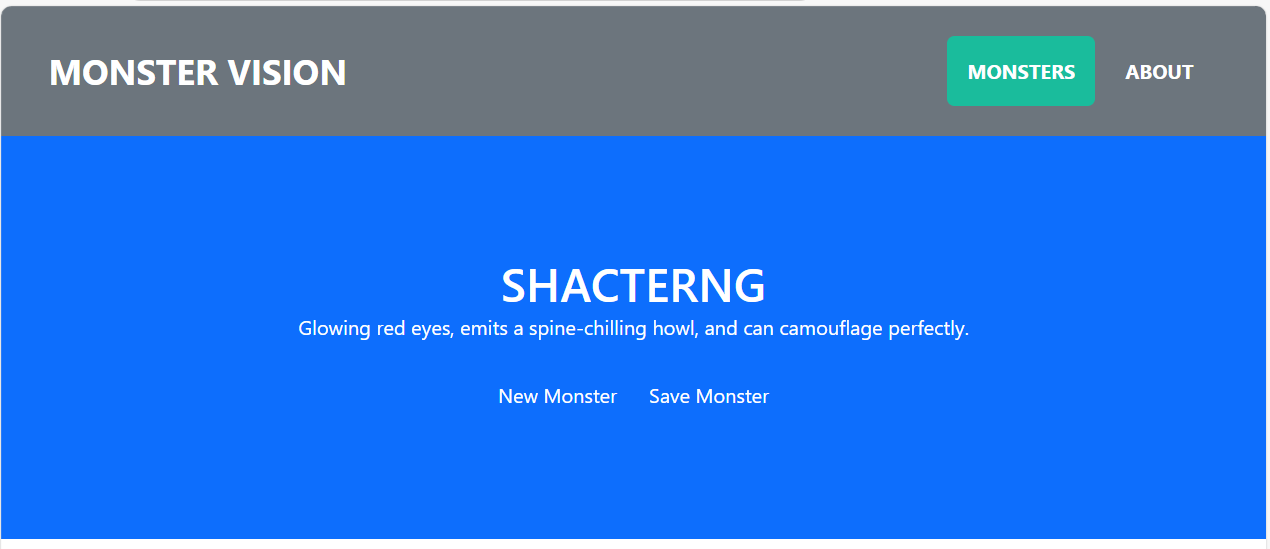 MONSTER VISION MONSTERS ABOUT
SHACTERNG
Glowing red eyes, emits a spine-chilling howl, and can camouflage perfectly.
New Monster Save Monster